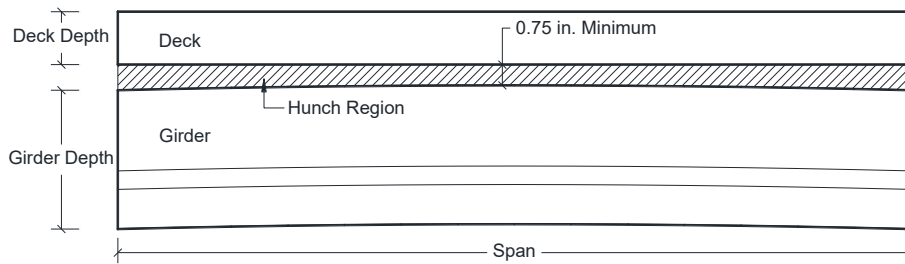 Deck Depth
Deck
0.75 in. Minimum
Hunch Region
Girder
Girder Depth
Span